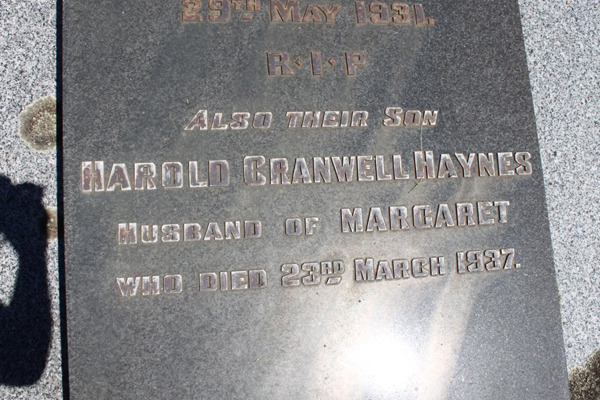 29TH MAY 1931.
R·I·P
ALSO THEIR SON
HAROLD CRANWELL HAYNES
HUSBAND OF MARGARET
WHO DIED 23RD MARCH 1937.